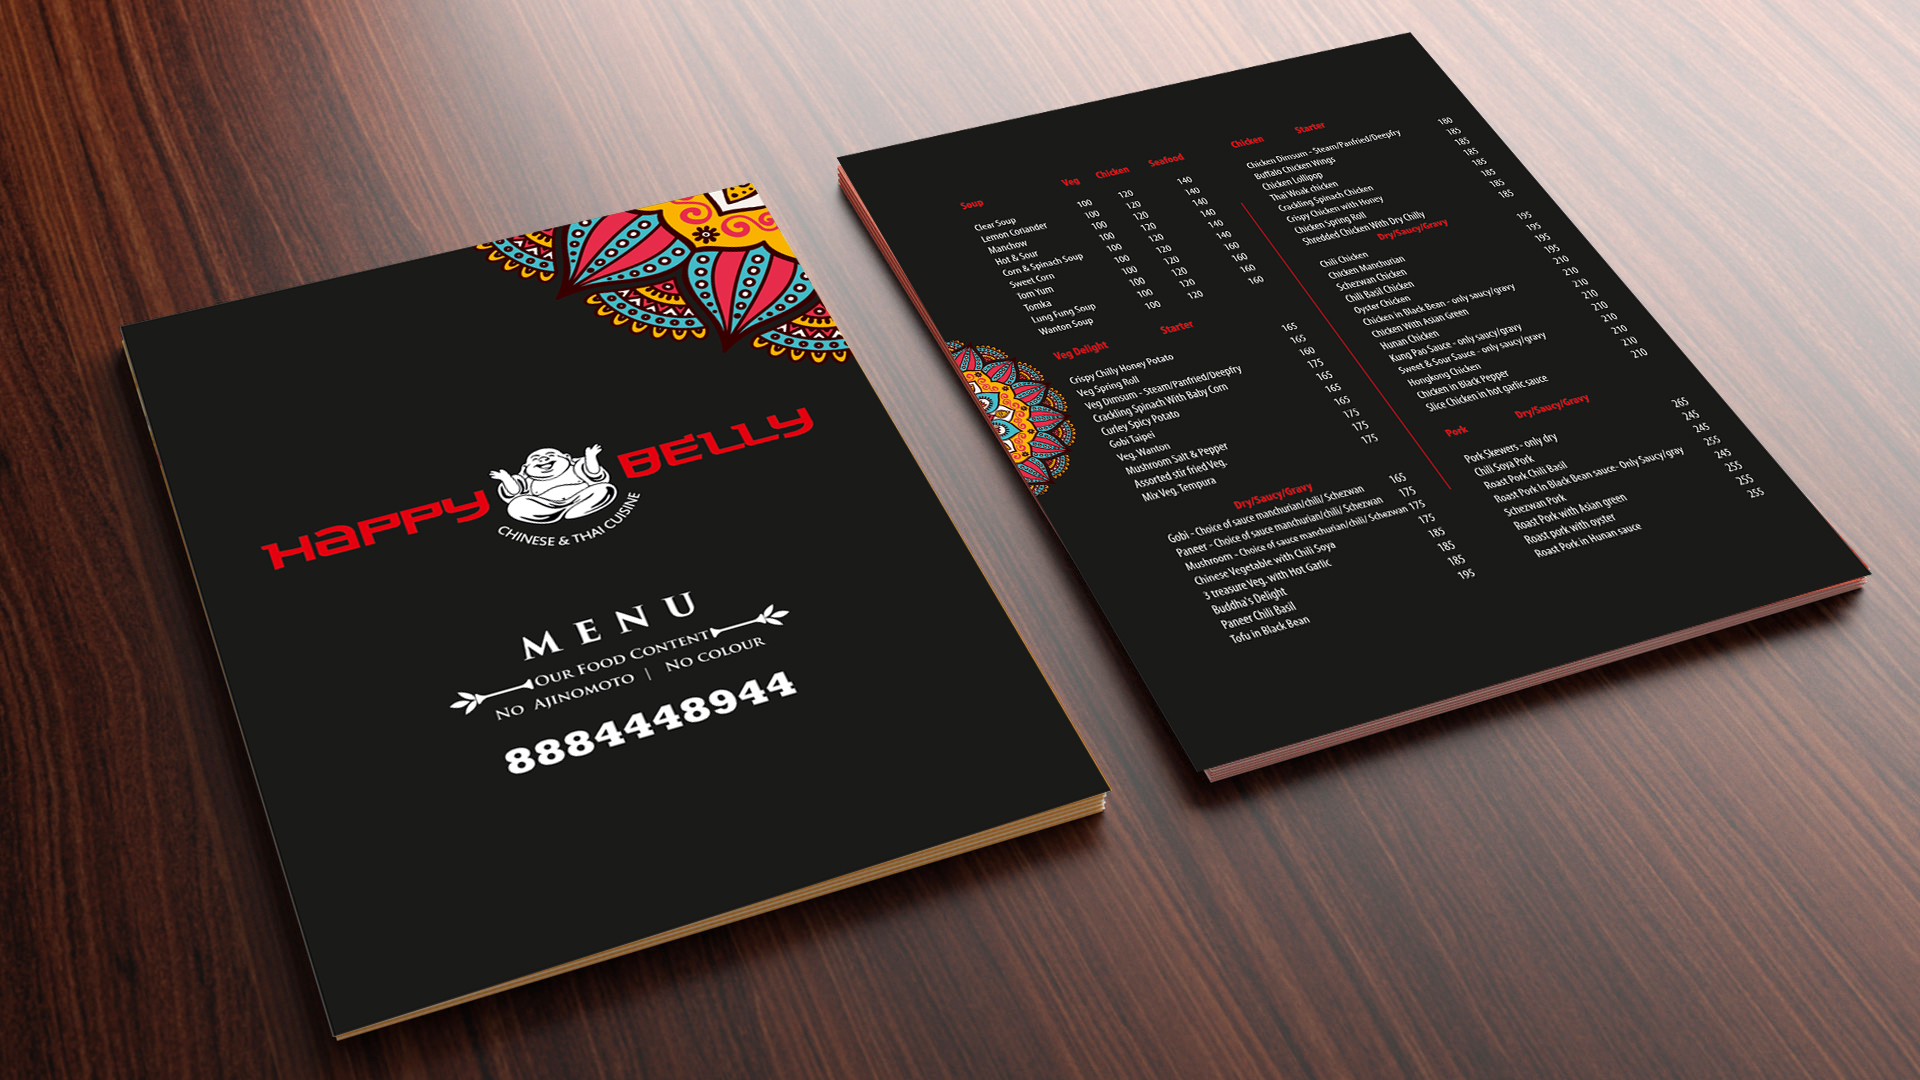 HAPPY BELLY
CHINESE & THAI CUISINE
MENU
OUR FOOD CONTENT
NO AJINOMOTO | NO COLOUR
8884448944
Soup Veg Chicken Seafood
Clear Soup 100 120 140
Lemon Coriander 100 120 140
Manchow 100 120 140
Hot & Sour 100 120 140
Corn & Spinach Soup 100 120 140
Sweet Corn 100 120 140
Tom Yum 100 120 160
Tomka 100 120 160
Lung Fung Soup 100 120 160
Wanton Soup 100 120 160
Veg Delight Starter
Crispy Chilly Honey Potato 165
Veg Spring Roll 165
Veg Dimsum - Steam/Panfried/Deepfry 160
Crackling Spinach With Baby Corn 175
Curley Spicy Potato 165
Gobi Taipei 165
Veg. Wanton 165
Mushroom Salt & Pepper 175
Assorted stir fried Veg. 175
Mix Veg. Tempura 175
Dry/Saucy/Gravy
Gobi - Choice of sauce manchurian/chili/ Schezwan 165
Paneer - Choice of sauce manchurian/chili/ Schezwan 175
Mushroom - Choice of sauce manchurian/chili/ Schezwan 175
Chinese Vegetable with Chili Soya 175
3 treasure Veg. with Hot Garlic 185
Buddha's Delight 185
Paneer Chili Basil 185
Tofu in Black Bean 195
Chicken Starter
Chicken Dimsum - Steam/Panfried/Deepfry 180
Buffalo Chicken Wings 185
Chicken Lollipop 185
Thai Woak chicken 185
Crackling Spinach Chicken 185
Crispy Chicken with Honey 185
Chicken Spring Roll 185
Shredded Chicken With Dry Chilly 185
Dry/Saucy/Gravy
Chili Chicken 195
Chicken Manchurian 195
Schezwan Chicken 195
Chili Basil Chicken 195
Oyster Chicken 210
Chicken in Black Bean - only saucy/gravy 210
Chicken With Asian Green 210
Hunan Chicken 210
Kung Pao Sauce - only saucy/gravy 210
Sweet & Sour Sauce - only saucy/gravy 210
Hongkong Chicken 210
Chicken in Black Pepper 210
Slice Chicken in hot garlic sauce 210
Pork Dry/Saucy/Gravy
Pork Skewers - only dry 265
Chili Soya Pork 245
Roast Pork Chili Basil 245
Roast Pork In Black Bean sauce- Only Saucy/gray 255
Schezwan Pork 245
Roast Pork with Asian green 255
Roast pork with oyster 255
Roast Pork in Hunan sauce 255